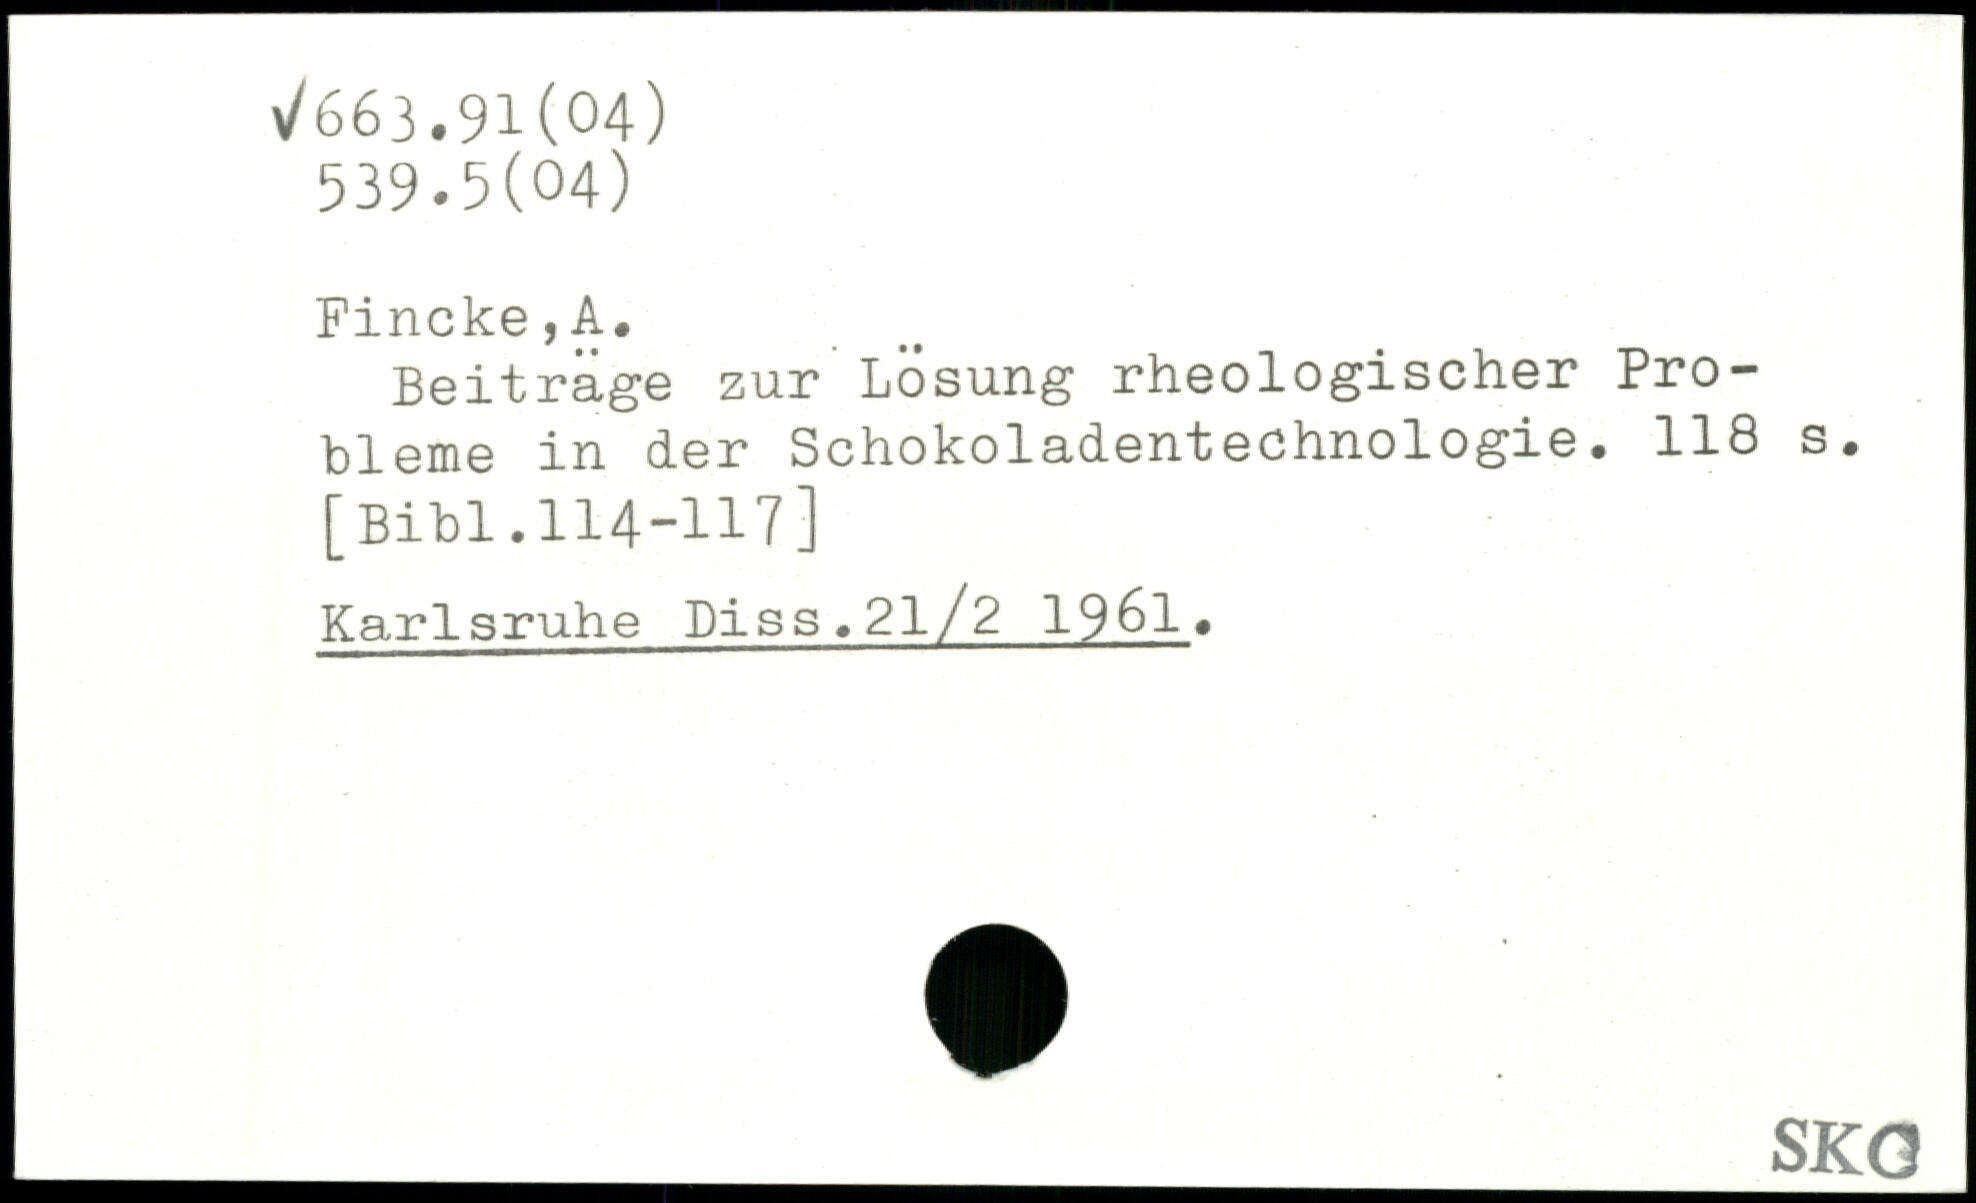 √663.91(04)
539.5(04)
Fincke,A.
Beiträge zur Lösung rheologischer Pro-
bleme in der Schokoladentechnologie. 118 s.
[Bibl.114-117]
Karlsruhe Diss.21/2 1961.